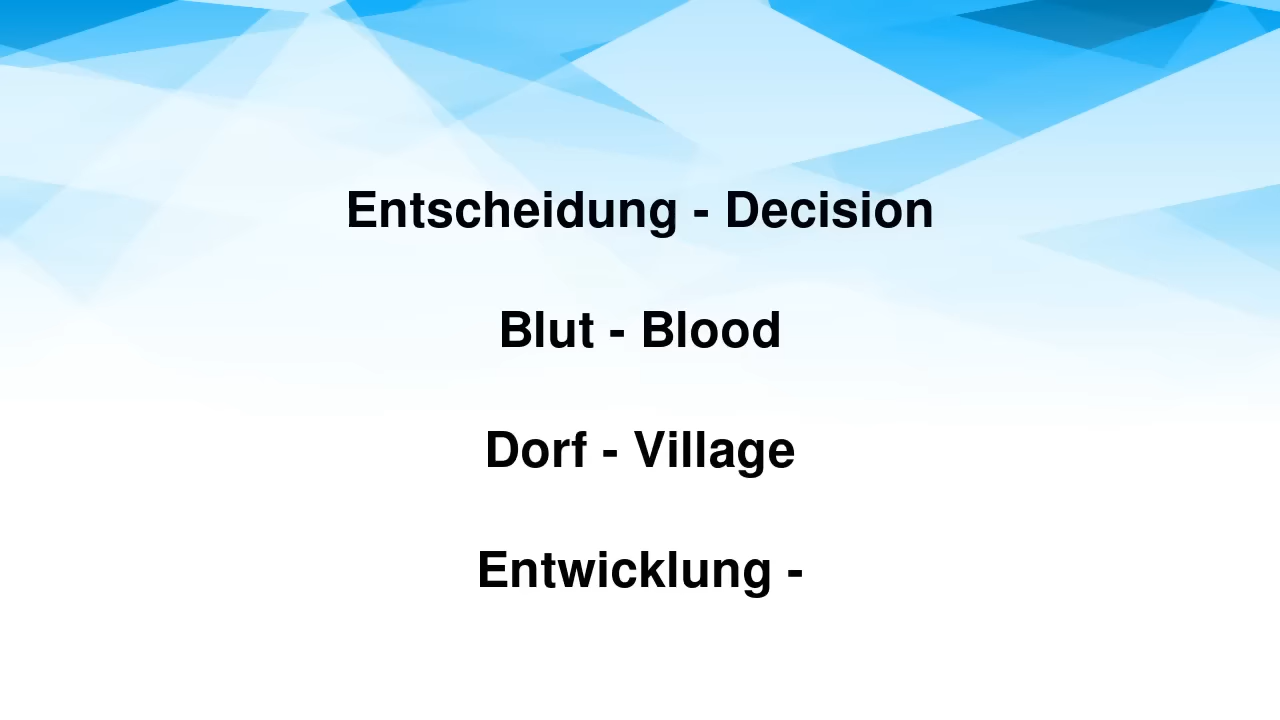 Entscheidung - Decision
Blut - Blood
Dorf - Village
Entwicklung -